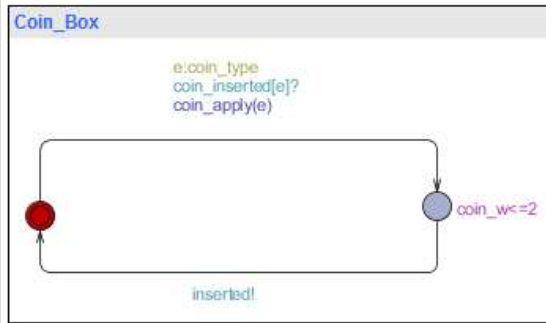 Coin_Box
e:coin_type
coin_inserted[e]?
coin_apply(e)
coin_w<=2
inserted!